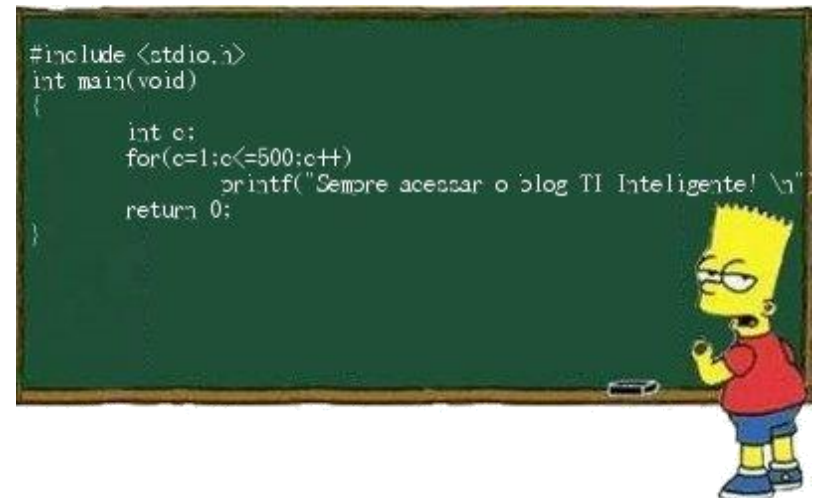 #include <stdio.h>
int main(void)
{
int c;
for(c=1;c<=500;c++)
printf("Sempre acessar o blog TI Inteligente! \n")
return 0;
}